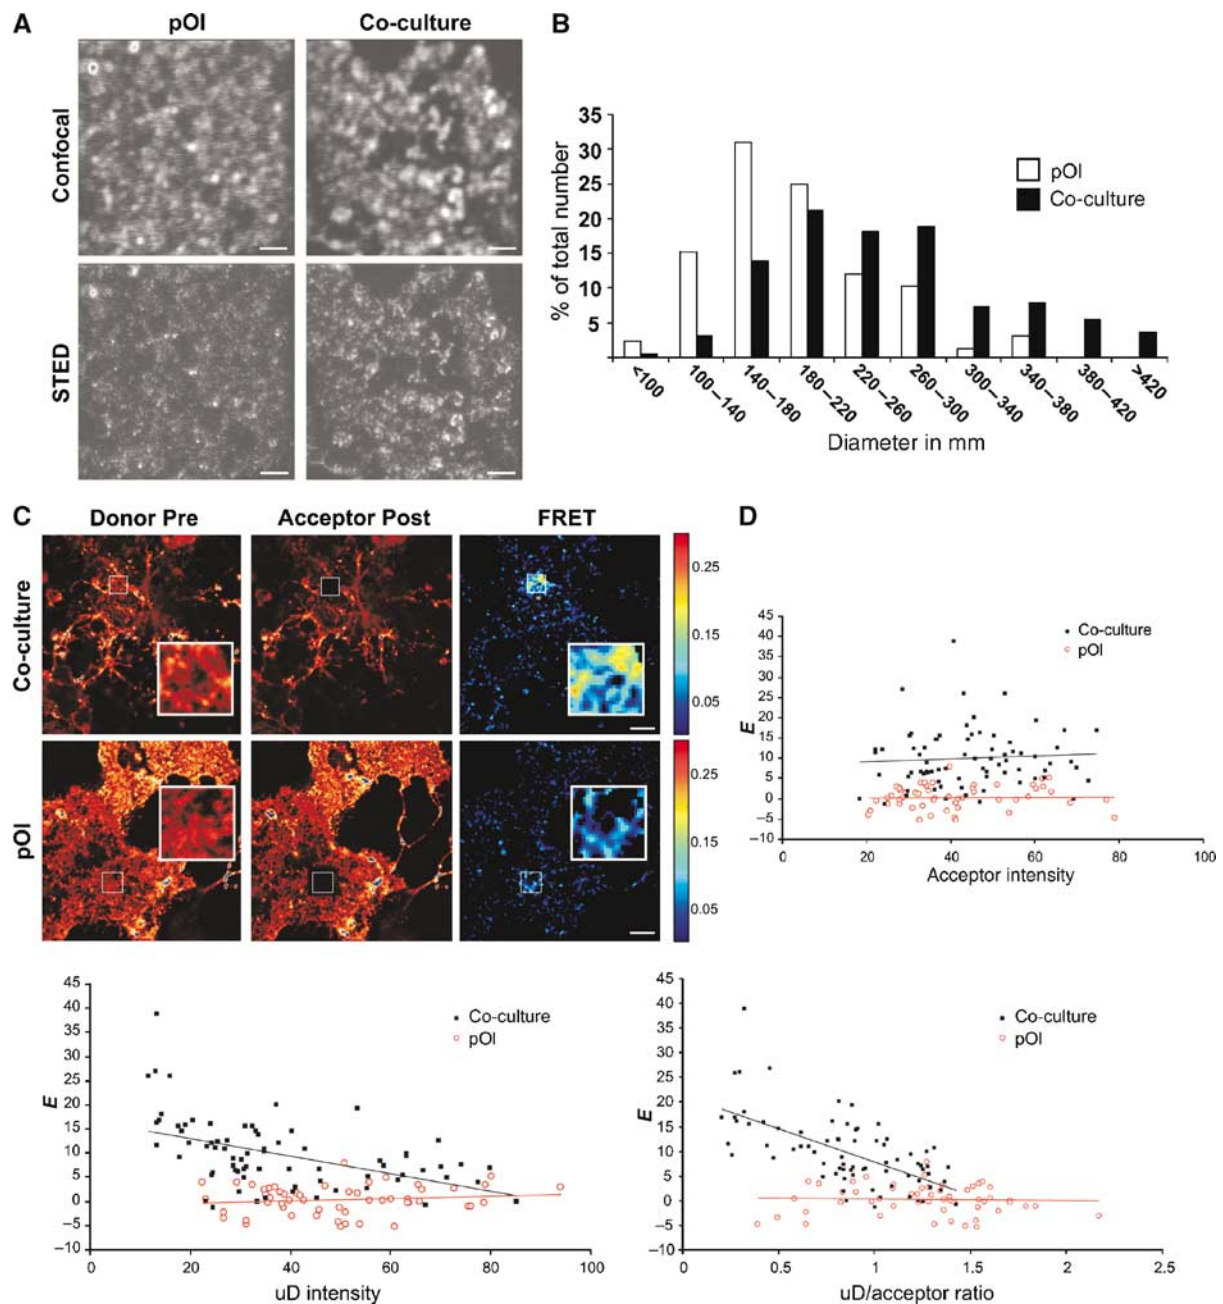 A
pOl
Co-culture
Confocal
STED
B
% of total number
35
30
25
20
15
10
5
pOl
Co-culture
<100
100–140
140–180
180–220
220–260
260–300
300–340
340–380
380–420
>420
Diameter in mm
C
Donor Pre
Acceptor Post
FRET
Co-culture
0.25
0.15
0.05
pOl
0.25
0.15
0.05
D
E
45
40
35
30
25
20
15
10
5
0
–5
–10
Co-culture
pOl
0 20 40 60 80 100
Acceptor intensity
E
45
40
35
30
25
20
15
10
5
0
–5
–10
Co-culture
pOl
0 20 40 60 80 100
uD intensity
E
45
40
35
30
25
20
15
10
5
0
–5
–10
Co-culture
pOl
0 0.5 1 1.5 2 2.5
uD/acceptor ratio